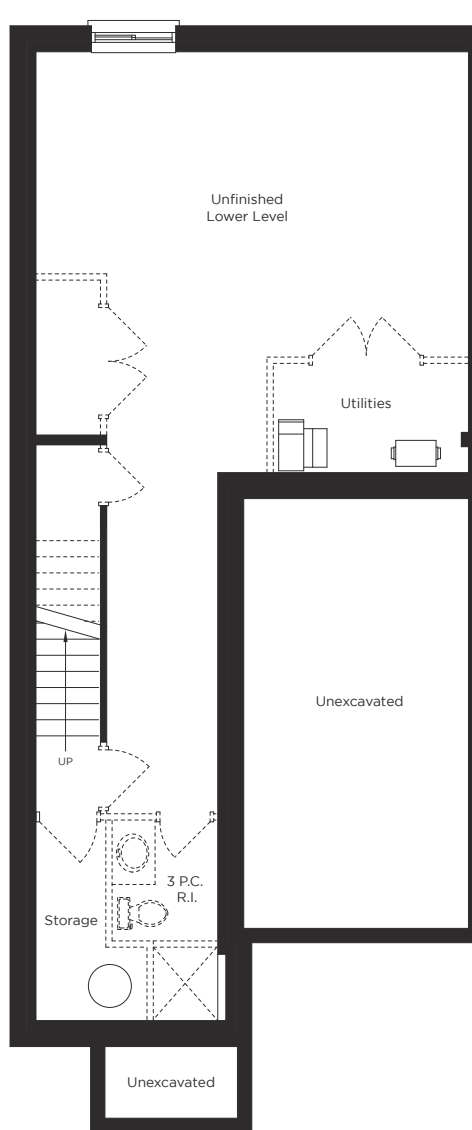 Unfinished
Lower Level
Utilities
Unexcavated
UP
3 P.C.
R.I.
Storage
Unexcavated